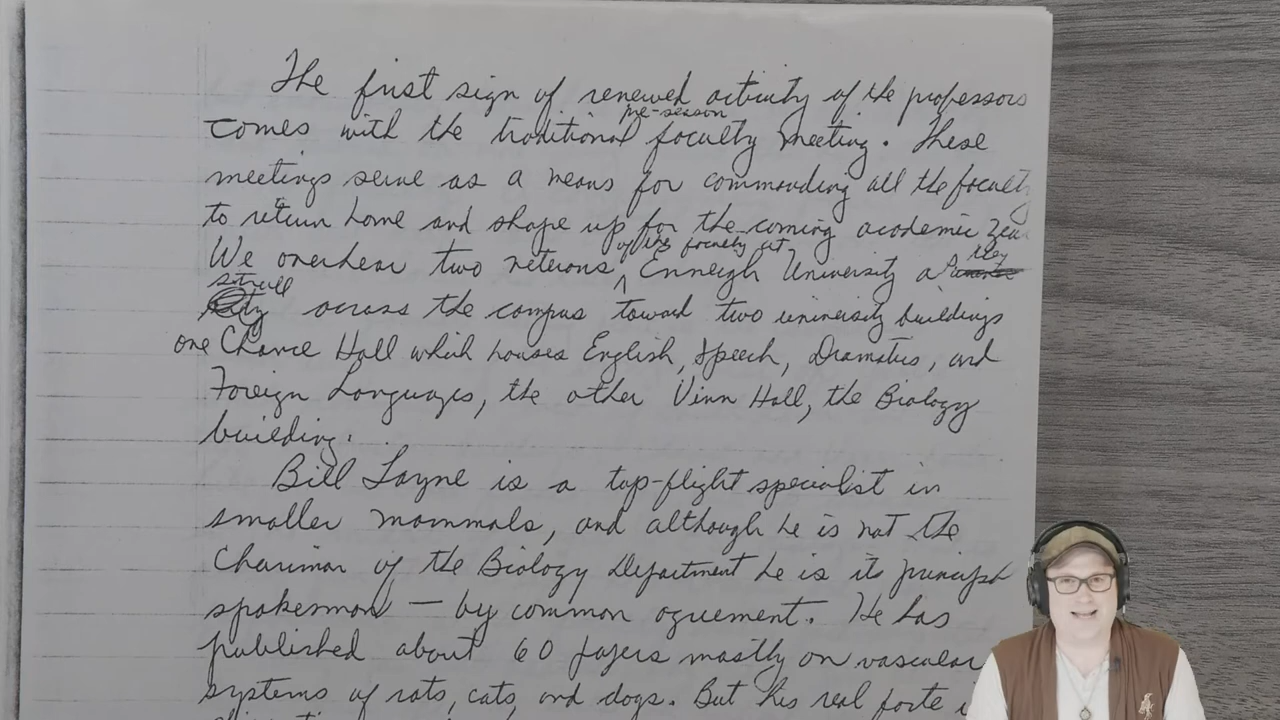 The first sign of renewed activity of the professors
comes with the traditional pre-season faculty meeting. These
meetings serve as a means for commanding all the faculty
to return home and shape up for the coming academic year
We overhear two veterans of the faculty at Enneigh University as they
stroll across the campus toward two university buildings
one Chance Hall which houses English, Speech, Dramatics, and
Foreign Languages, the other Vinn Hall, the Biology
building.
Bill Layne is a top-flight specialist in
smaller mammals, and although he is not the
Chairman of the Biology Department he is its principal
spokesman — by common agreement. He has
published about 60 papers mostly on vascular
systems of rats, cats, and dogs. But his real forte